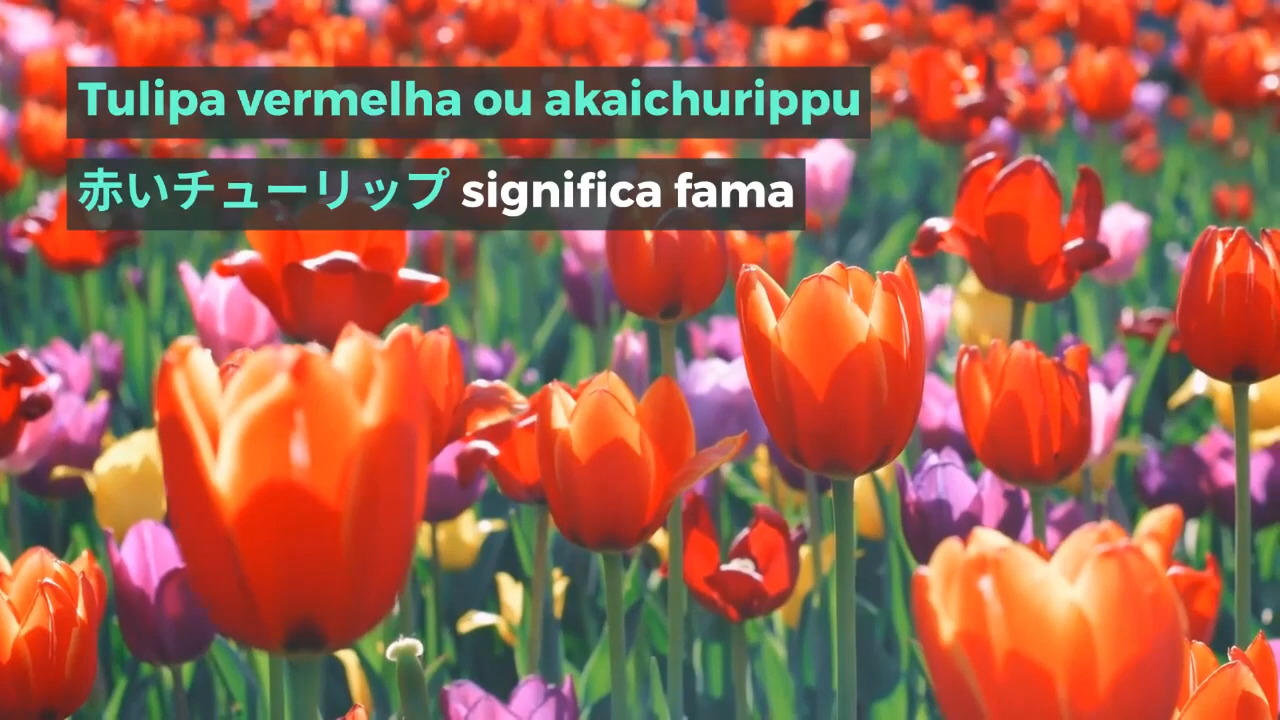 Tulipa vermelha ou akaichurippu
赤いチューリップ significa fama